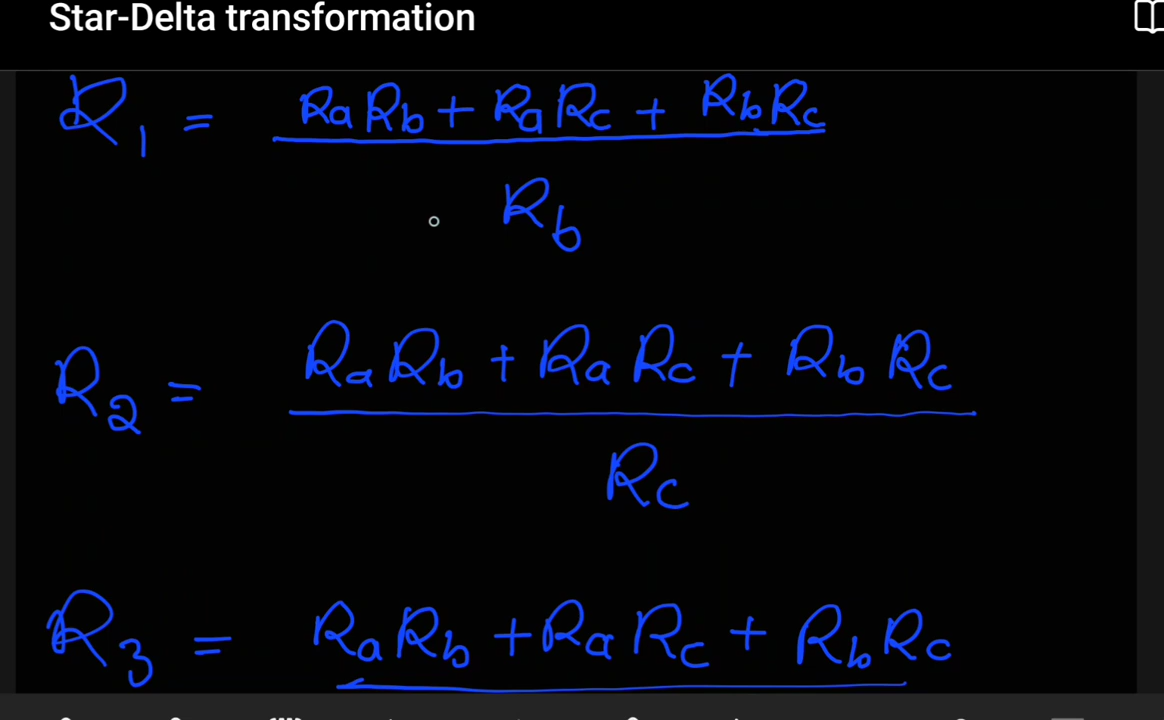 Star-Delta transformation
R1 = RaRb + RaRc + RbRc
Rb
R2 = RaRb + RaRc + RbRc
Rc
R3 = RaRb + RaRc + RbRc